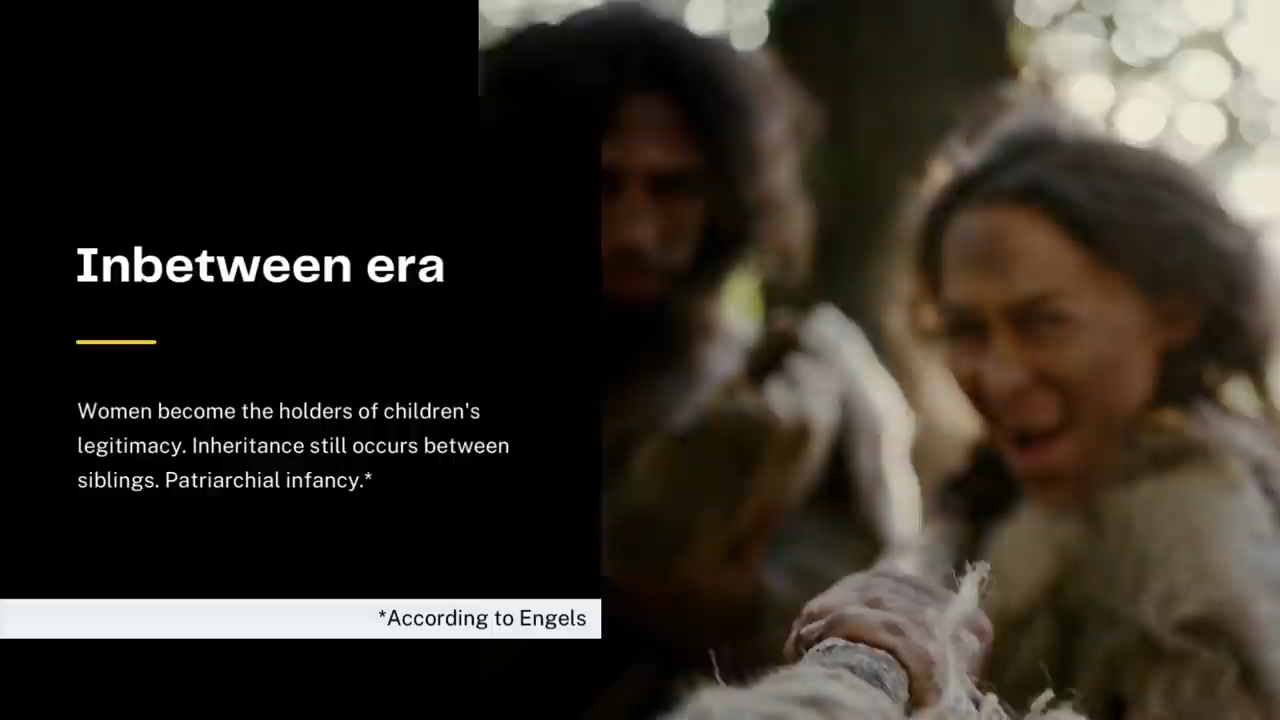 Inbetween era
Women become the holders of children's
legitimacy. Inheritance still occurs between
siblings. Patriarchial infancy.*
*According to Engels